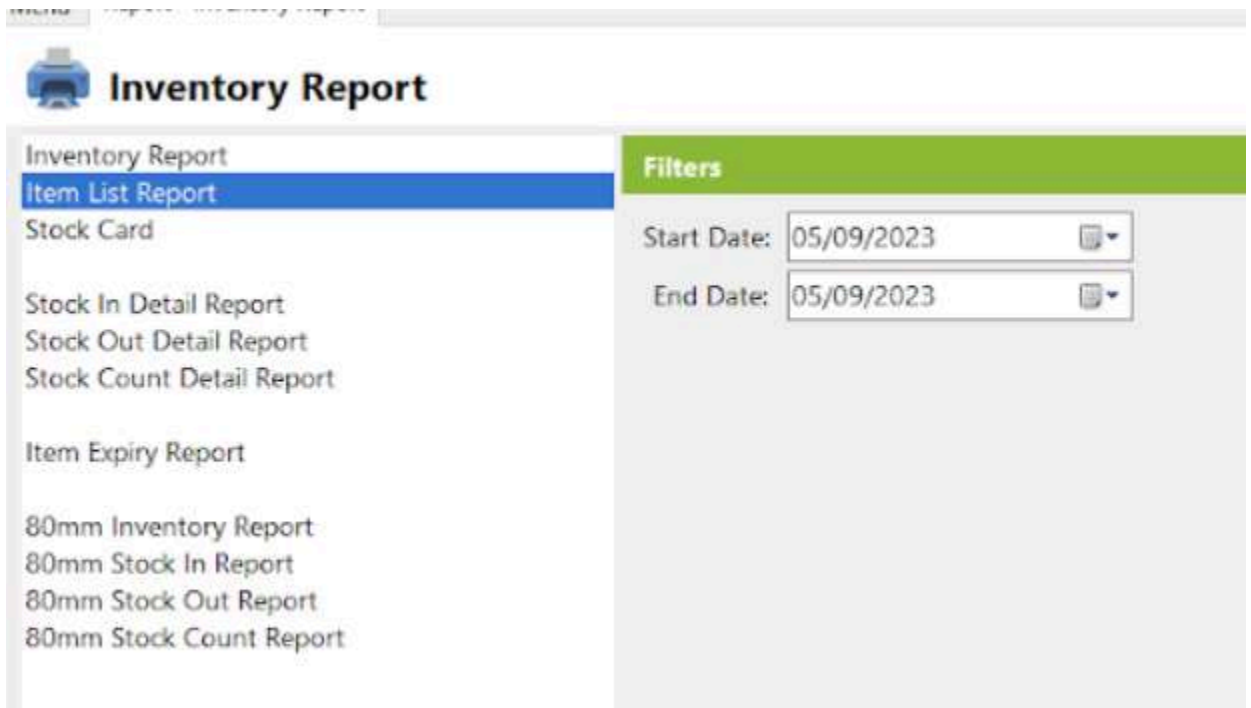 Inventory Report
Inventory Report
Item List Report
Stock Card
Stock In Detail Report
Stock Out Detail Report
Stock Count Detail Report
Item Expiry Report
80mm Inventory Report
80mm Stock In Report
80mm Stock Out Report
80mm Stock Count Report
Filters
Start Date: 05/09/2023
End Date: 05/09/2023